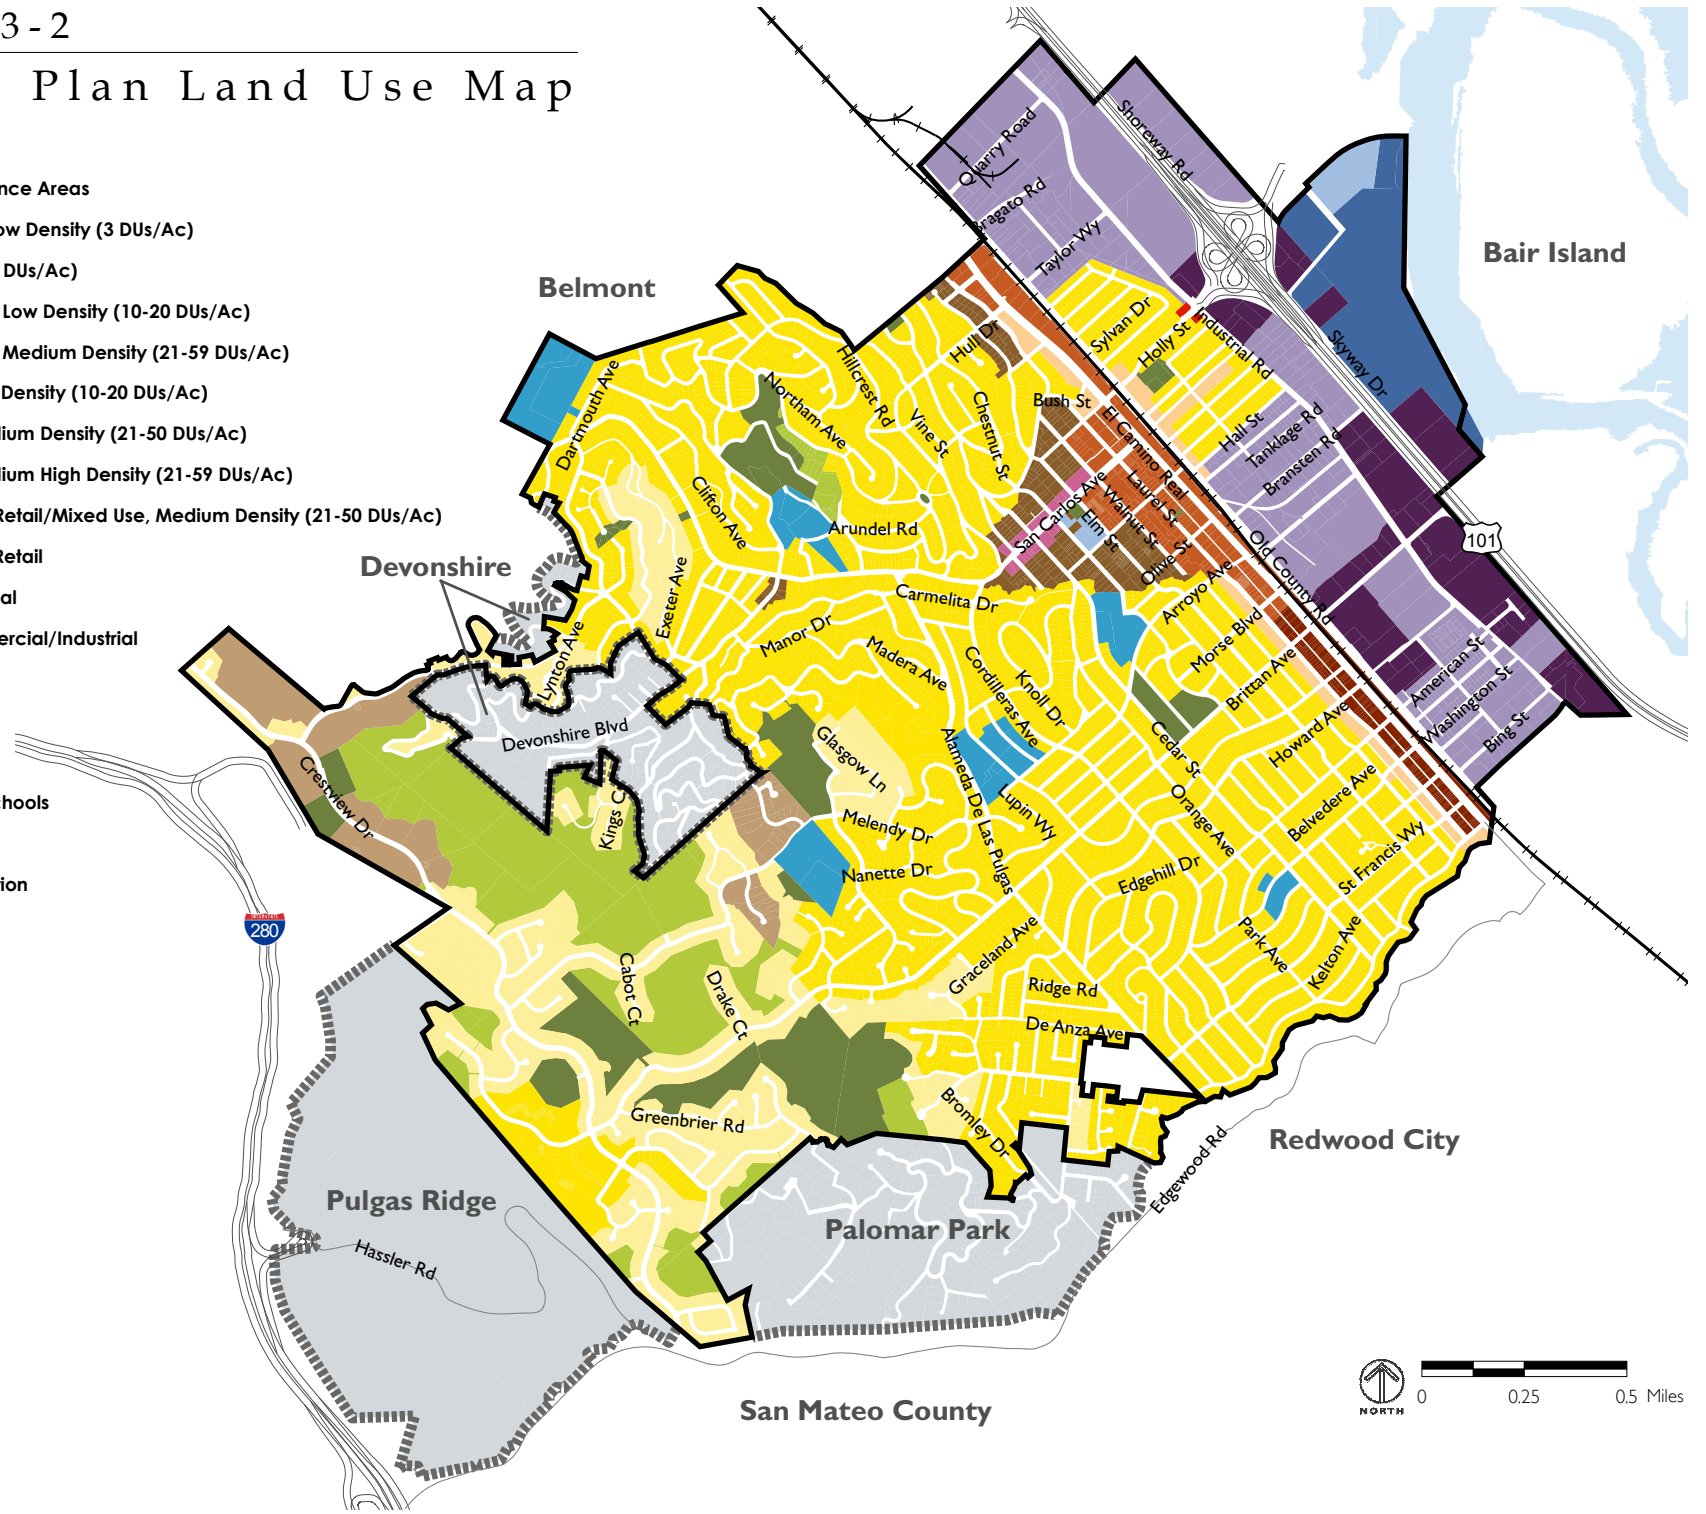 3-2
Plan Land Use Map
nce Areas
ow Density (3 DUs/Ac)
DUs/Ac)
Low Density (10-20 DUs/Ac)
Medium Density (21-59 DUs/Ac)
Density (10-20 DUs/Ac)
lium Density (21-50 DUs/Ac)
lium High Density (21-59 DUs/Ac)
Retail/Mixed Use, Medium Density (21-50 DUs/Ac)
Retail
al
ercial/Industrial
chools
ion
Belmont
Bair Island
Devonshire
Pulgas Ridge
Palomar Park
Redwood City
San Mateo County
Quarry Road
Bragato Rd
Taylor Wy
Shoreway Rd
Skyway Dr
Industrial Rd
Sylvan Dr
Holly St
Hall St
Tanklage Rd
Bransten Rd
Old County Rd
El Camino Real
Laurel St
Walnut St
Elm St
San Carlos Ave
Olive St
Bush St
Hull Dr
Chestnut St
Vine St
Hillcrest Rd
Northam Ave
Dartmouth Ave
Clifton Ave
Arundel Rd
Exeter Ave
Carmelita Dr
Manor Dr
Madera Ave
Cordilleras Ave
Knoll Dr
Arroyo Ave
Morse Blvd
Brittan Ave
Howard Ave
American St
Washington St
Bing St
101
Lynton Ave
Devonshire Blvd
Kings Ct
Crestview Dr
Glasgow Ln
Melendy Dr
Nanette Dr
Alameda De Las Pulgas
Lupin Wy
Cedar St
Orange Ave
Belvedere Ave
St Francis Wy
Edgehill Dr
Park Ave
Kelton Ave
Graceland Ave
Ridge Rd
De Anza Ave
Cabot Ct
Drake Ct
Greenbrier Rd
Bromley Dr
Edgewood Rd
Hassler Rd
INTERSTATE
280
NORTH
0 0.25 0.5 Miles